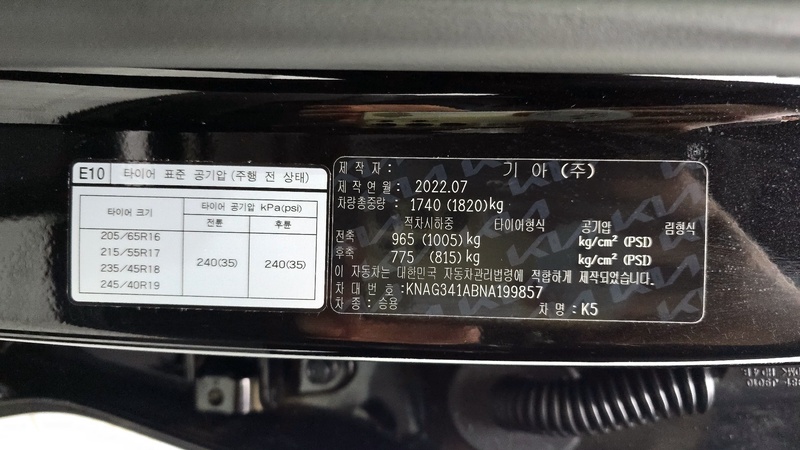 E10 타이어 표준 공기압 (주행 전 상태)
타이어 크기
타이어 공기압 kPa(psi)
전륜 후륜
205/65R16
215/55R17
235/45R18
245/40R19
240(35) 240(35)
제 작 자 : 기 아 (주)
제 작 연 월 : 2022.07
차량총중량 : 1740 (1820)kg
적차시하중 타이어형식 공기압 림형식
전축 965 (1005)kg kg/cm² (PSI)
후축 775 (815)kg kg/cm² (PSI)
이 자동차는 대한민국 자동차관리법령에 적합하게 제작되었습니다.
차 대 번 호 : KNAG341ABNA199857
차 종 : 승용 차 명 : K5